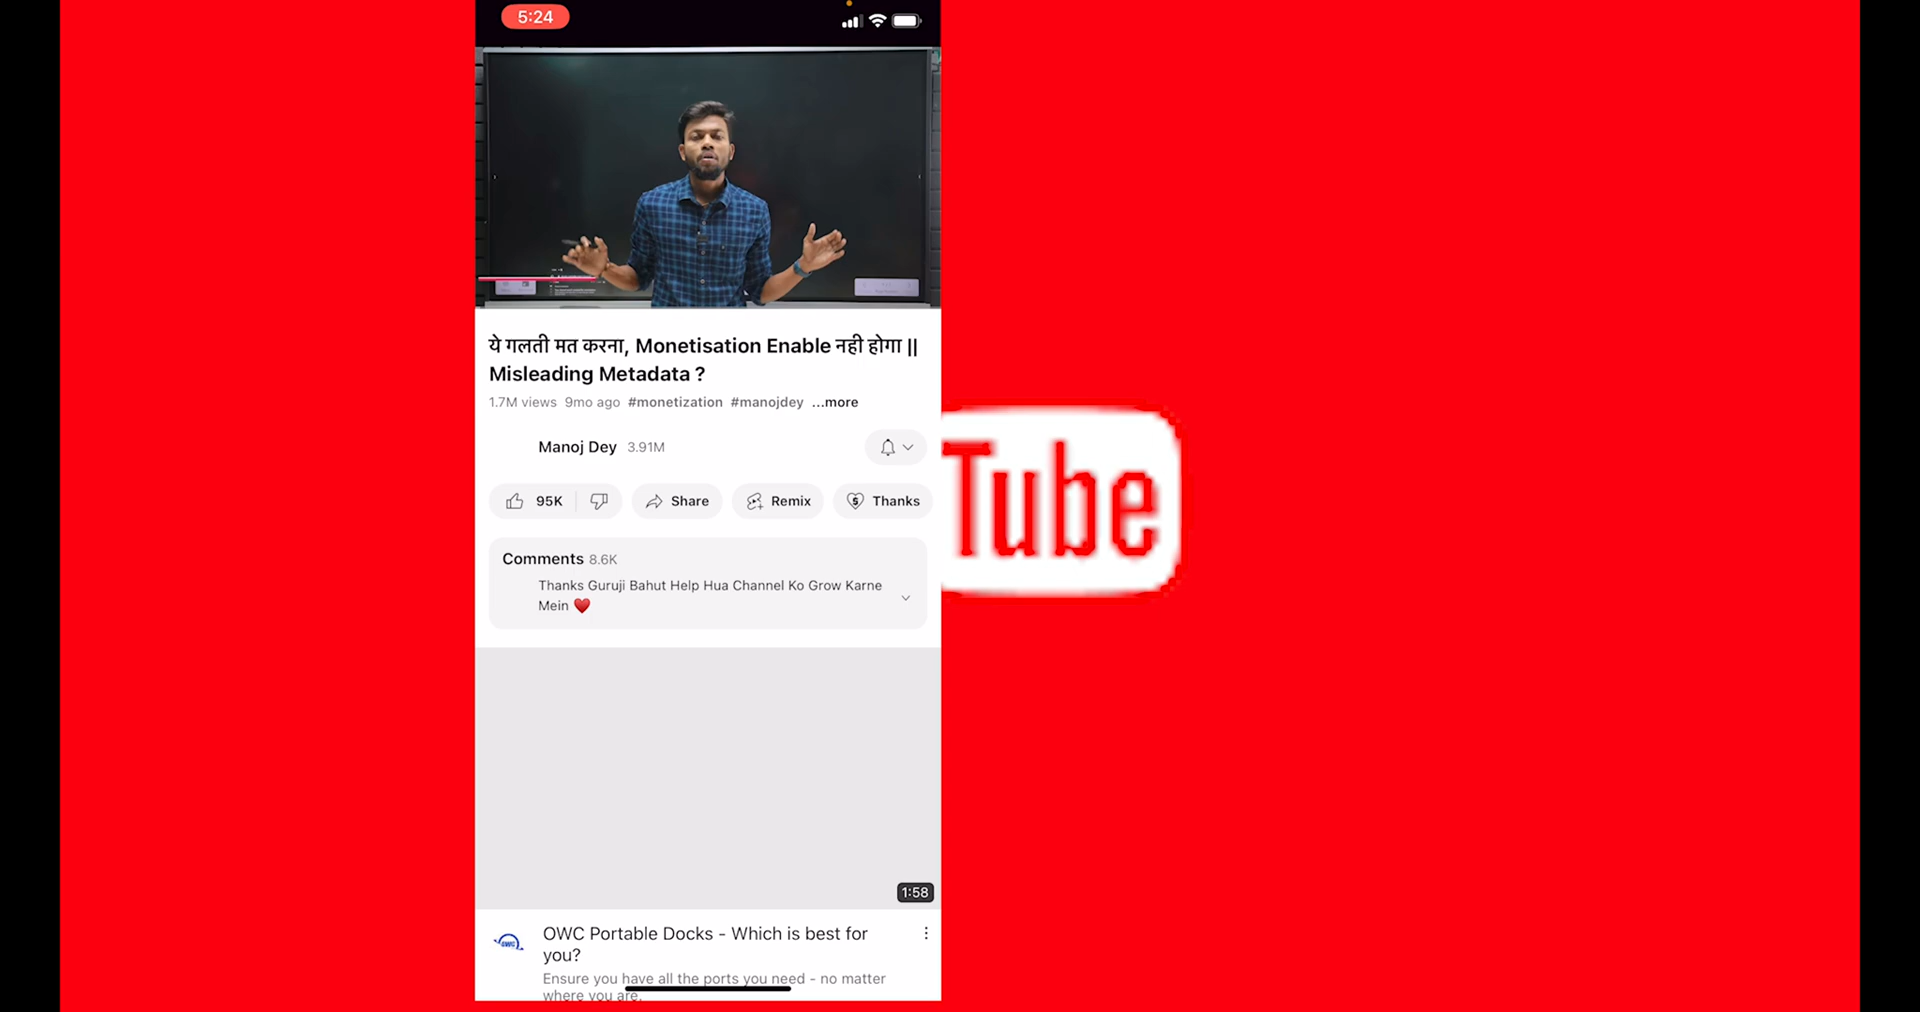 5:24
ये गलती मत करना, Monetisation Enable नही होगा ||
Misleading Metadata ?
1.7M views 9mo ago #monetization #manojdey ...more
Manoj Dey 3.91M
95K Share Remix Thanks
Tube
Comments 8.6K
Thanks Guruji Bahut Help Hua Channel Ko Grow Karne
Mein ❤️
1:58
OWC
OWC Portable Docks - Which is best for
you?
Ensure you have all the ports you need - no matter
where you are.